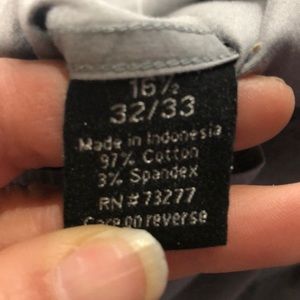 16½
32/33
Made in Indonesia
97% Cotton
3% Spandex
RN#73277
Care on reverse